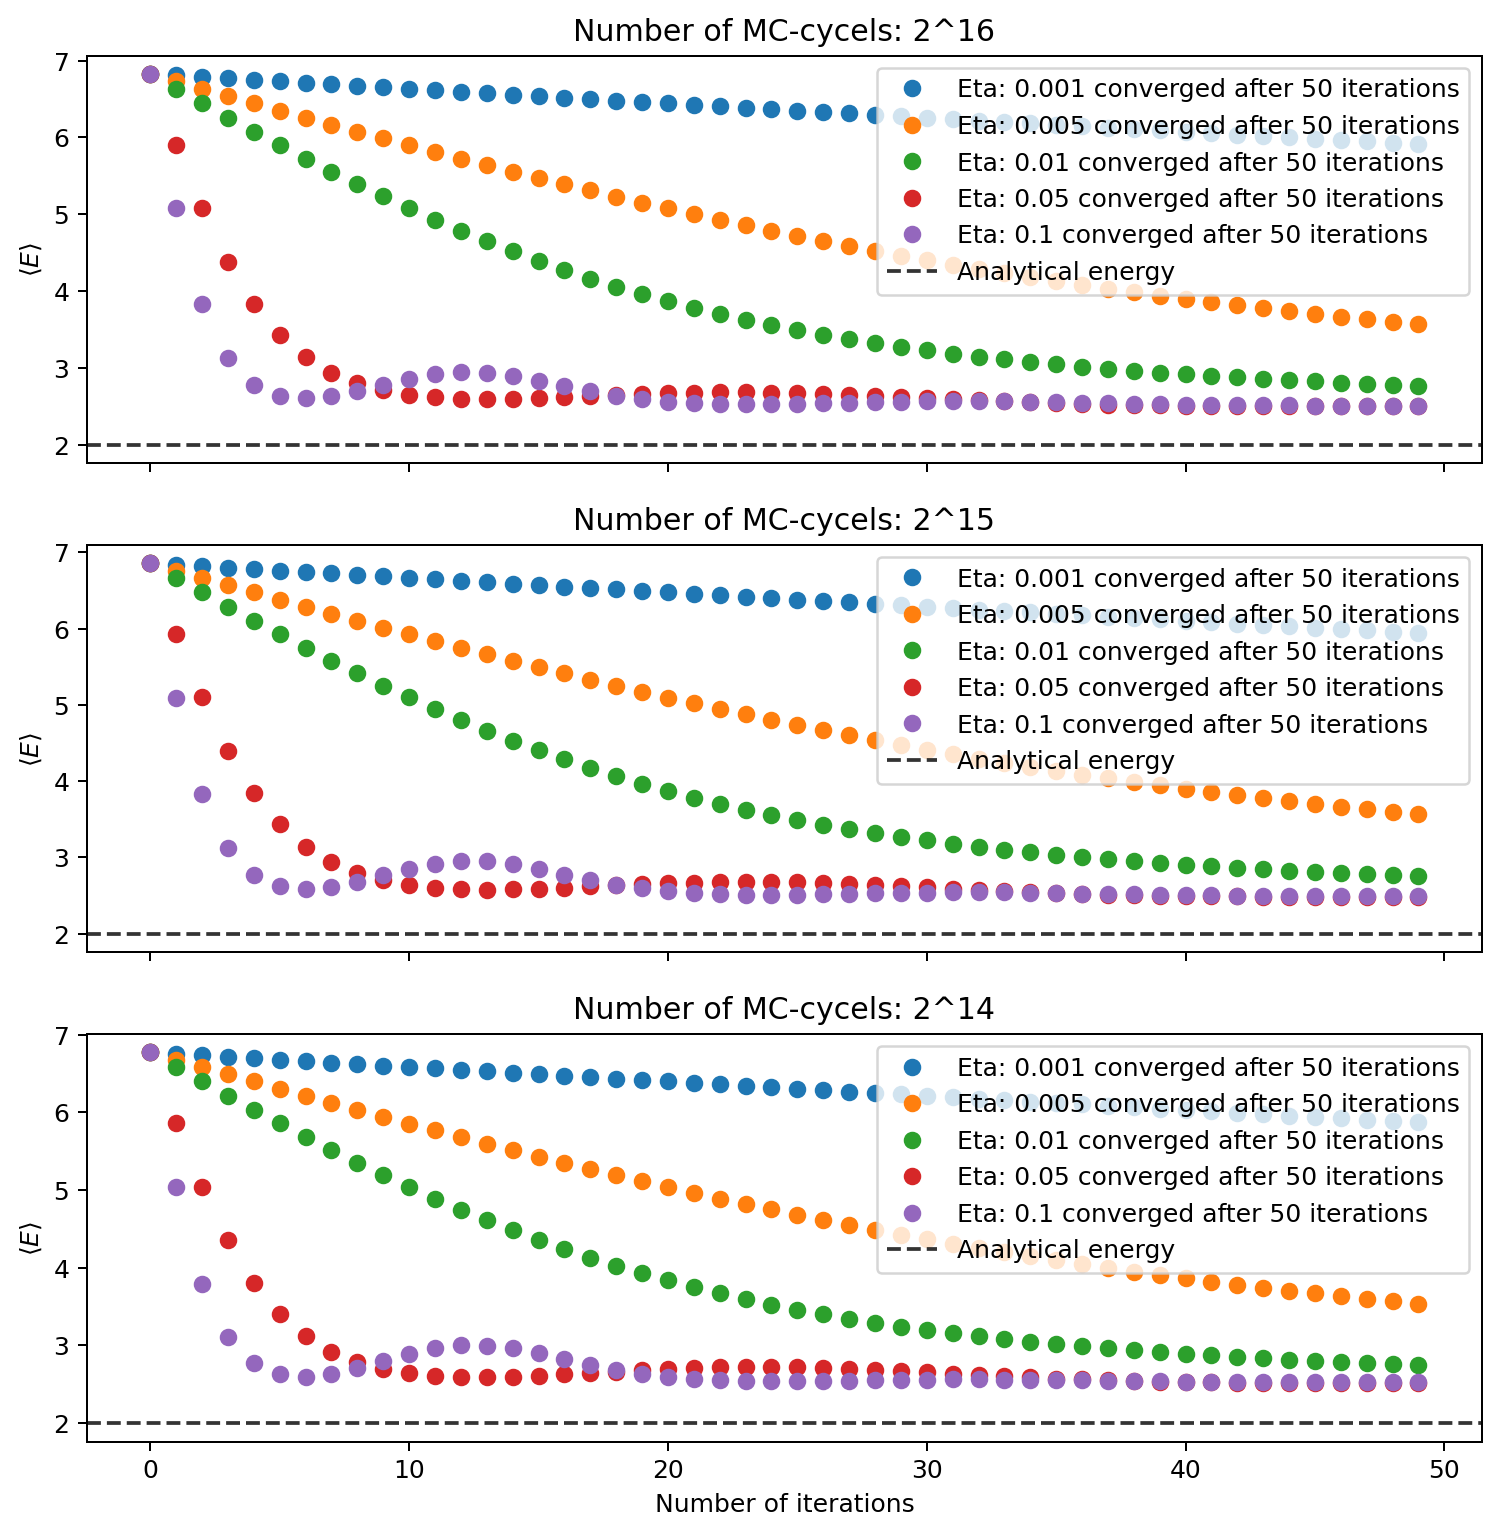 Number of MC-cycels: 2^16
7
6
5
4
3
2
⟨E⟩
Eta: 0.001 converged after 50 iterations
Eta: 0.005 converged after 50 iterations
Eta: 0.01 converged after 50 iterations
Eta: 0.05 converged after 50 iterations
Eta: 0.1 converged after 50 iterations
Analytical energy
Number of MC-cycels: 2^15
7
6
5
4
3
2
⟨E⟩
Eta: 0.001 converged after 50 iterations
Eta: 0.005 converged after 50 iterations
Eta: 0.01 converged after 50 iterations
Eta: 0.05 converged after 50 iterations
Eta: 0.1 converged after 50 iterations
Analytical energy
Number of MC-cycels: 2^14
7
6
5
4
3
2
⟨E⟩
Eta: 0.001 converged after 50 iterations
Eta: 0.005 converged after 50 iterations
Eta: 0.01 converged after 50 iterations
Eta: 0.05 converged after 50 iterations
Eta: 0.1 converged after 50 iterations
Analytical energy
0 10 20 30 40 50
Number of iterations